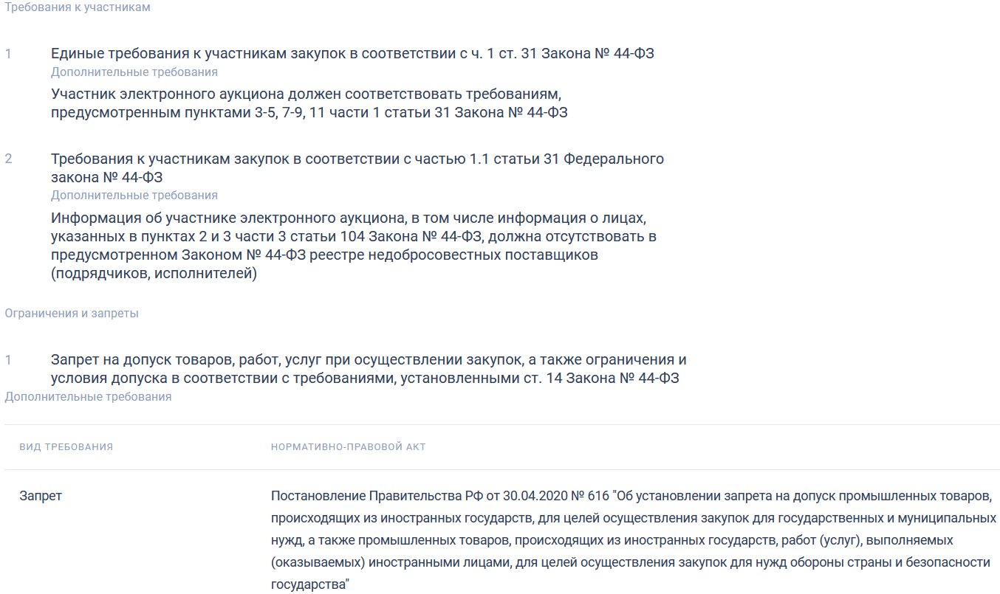 Требования к участникам
1
Единые требования к участникам закупок в соответствии с ч. 1 ст. 31 Закона № 44-ФЗ
Дополнительные требования
Участник электронного аукциона должен соответствовать требованиям,
предусмотренным пунктами 3-5, 7-9, 11 части 1 статьи 31 Закона № 44-ФЗ
2
Требования к участникам закупок в соответствии с частью 1.1 статьи 31 Федерального
закона № 44-ФЗ
Дополнительные требования
Информация об участнике электронного аукциона, в том числе информация о лицах,
указанных в пунктах 2 и 3 части 3 статьи 104 Закона № 44-ФЗ, должна отсутствовать в
предусмотренном Законом № 44-ФЗ реестре недобросовестных поставщиков
(подрядчиков, исполнителей)
Ограничения и запреты
1
Запрет на допуск товаров, работ, услуг при осуществлении закупок, а также ограничения и
условия допуска в соответствии с требованиями, установленными ст. 14 Закона № 44-ФЗ
Дополнительные требования
ВИД ТРЕБОВАНИЯ
НОРМАТИВНО-ПРАВОВОЙ АКТ
Запрет
Постановление Правительства РФ от 30.04.2020 № 616 "Об установлении запрета на допуск промышленных товаров,
происходящих из иностранных государств, для целей осуществления закупок для государственных и муниципальных
нужд, а также промышленных товаров, происходящих из иностранных государств, работ (услуг), выполняемых
(оказываемых) иностранными лицами, для целей осуществления закупок для нужд обороны страны и безопасности
государства"